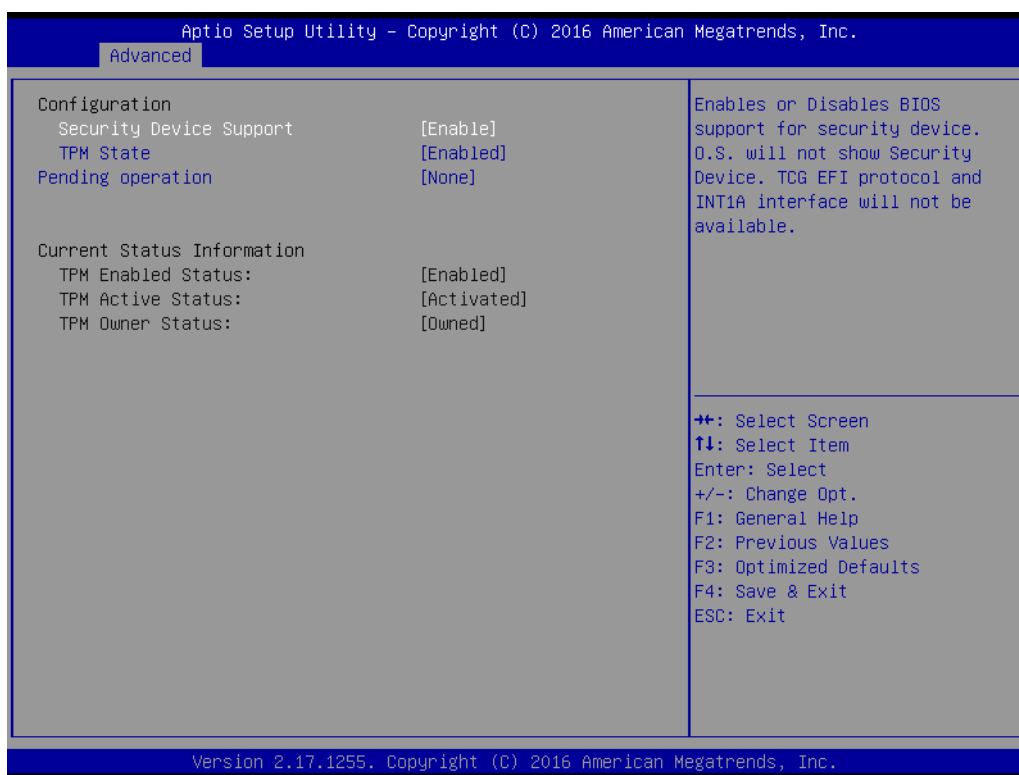 Aptio Setup Utility – Copyright (C) 2016 American Megatrends, Inc.
Advanced
Configuration
Security Device Support [Enable]
TPM State [Enabled]
Pending operation [None]
Current Status Information
TPM Enabled Status: [Enabled]
TPM Active Status: [Activated]
TPM Owner Status: [Owned]
Enables or Disables BIOS
support for security device.
O.S. will not show Security
Device. TCG EFI protocol and
INT1A interface will not be
available.
→←: Select Screen
↑↓: Select Item
Enter: Select
+/-: Change Opt.
F1: General Help
F2: Previous Values
F3: Optimized Defaults
F4: Save & Exit
ESC: Exit
Version 2.17.1255. Copyright (C) 2016 American Megatrends, Inc.